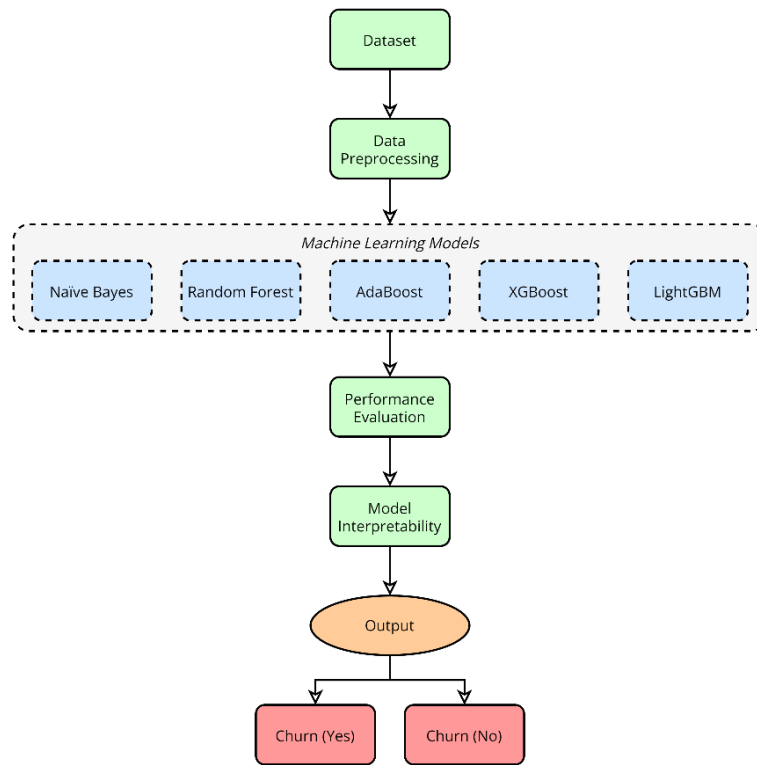 Dataset
Data
Preprocessing
Machine Learning Models
Naïve Bayes
Random Forest
AdaBoost
XGBoost
LightGBM
Performance
Evaluation
Model
Interpretability
Output
Churn (Yes)
Churn (No)